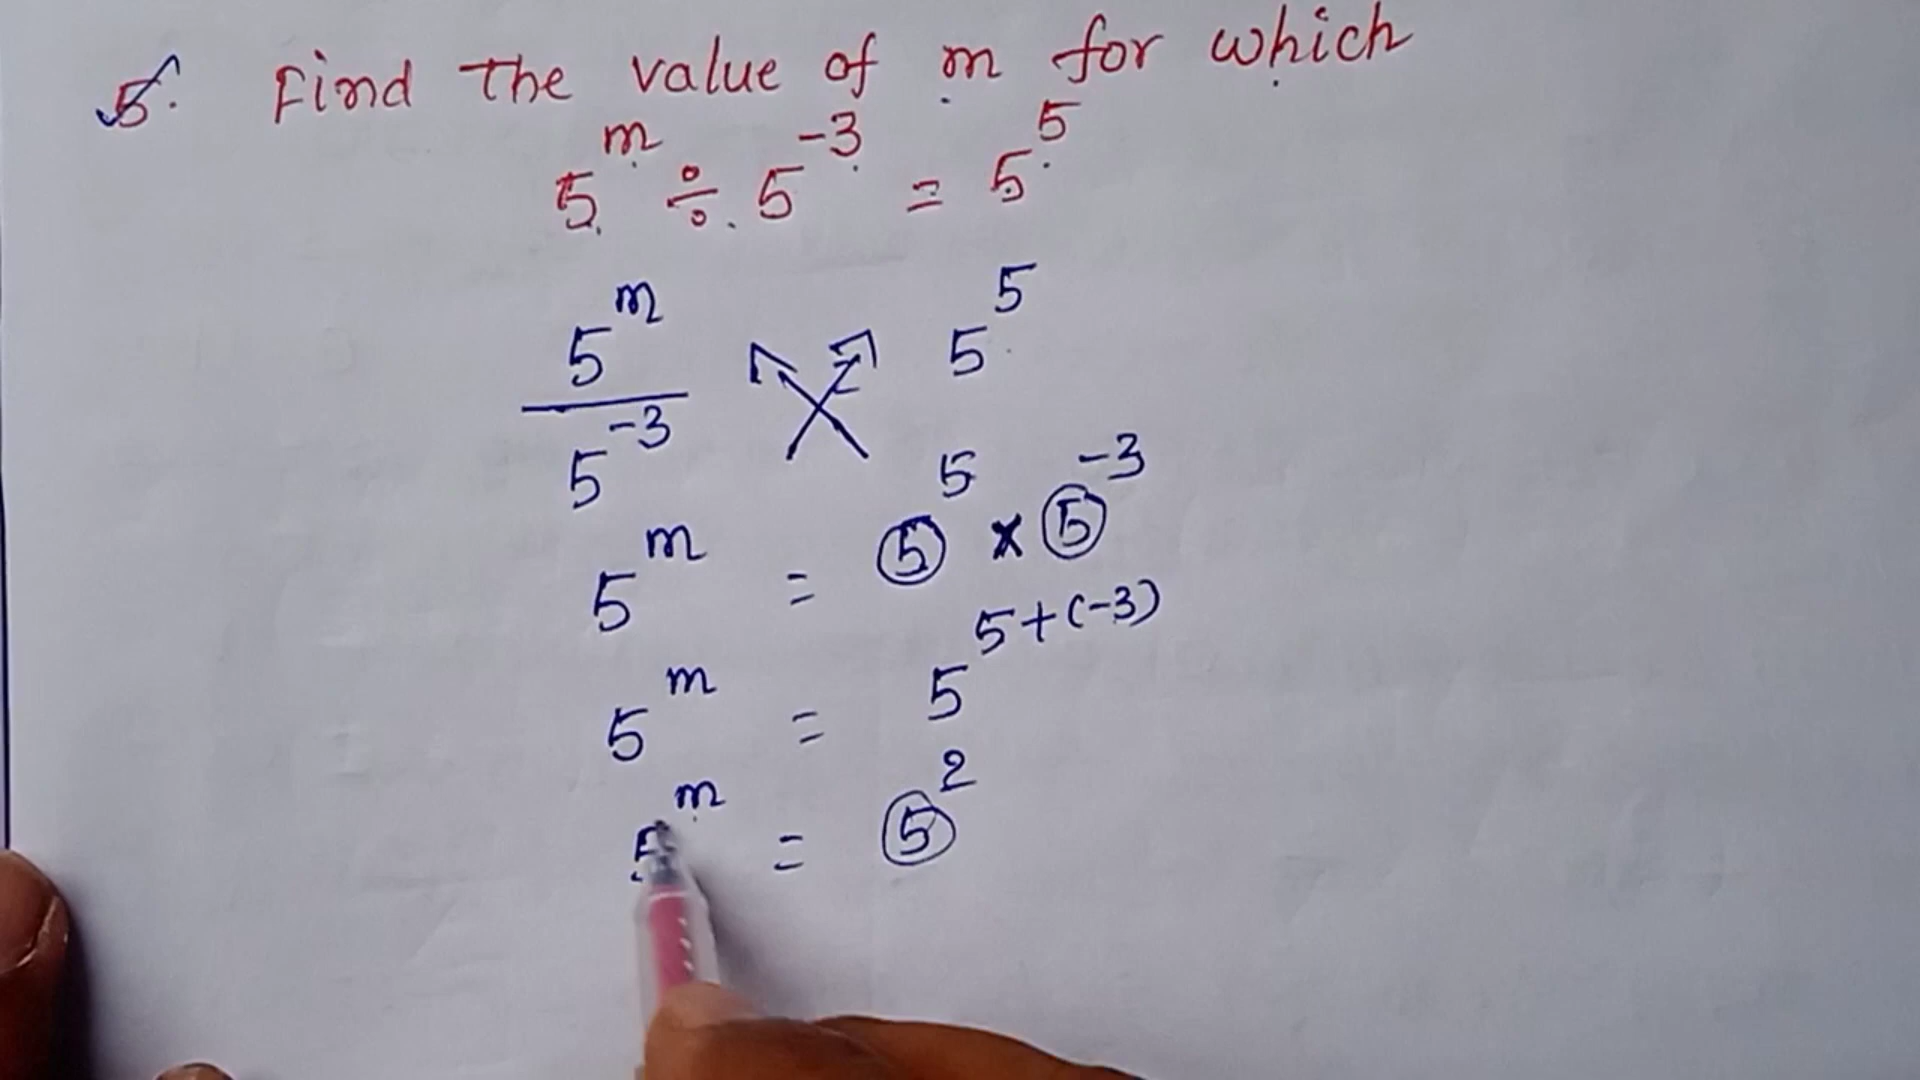 5. Find the value of m for which
5^m ÷ 5^-3 = 5^5
5^m / 5^-3 = 5^5
5^m = 5^5 × 5^-3
5^m = 5^5+(-3)
5^m = 5^2